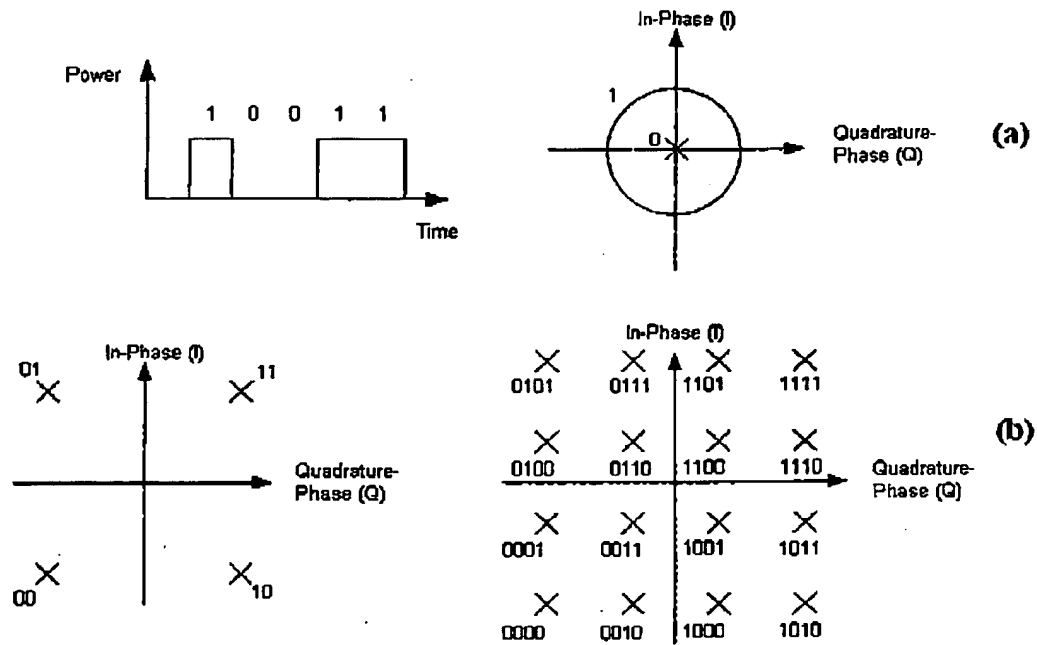 Power
1 0 0 1 1
Time
In-Phase (I)
1
0
Quadrature-
Phase (Q)
(a)
In-Phase (I)
01
11
Quadrature-
Phase (Q)
00
10
In-Phase (I)
0101 0111 1101 1111
0100 0110 1100 1110
Quadrature-
Phase (Q)
(b)
0001 0011 1001 1011
0000 0010 1000 1010